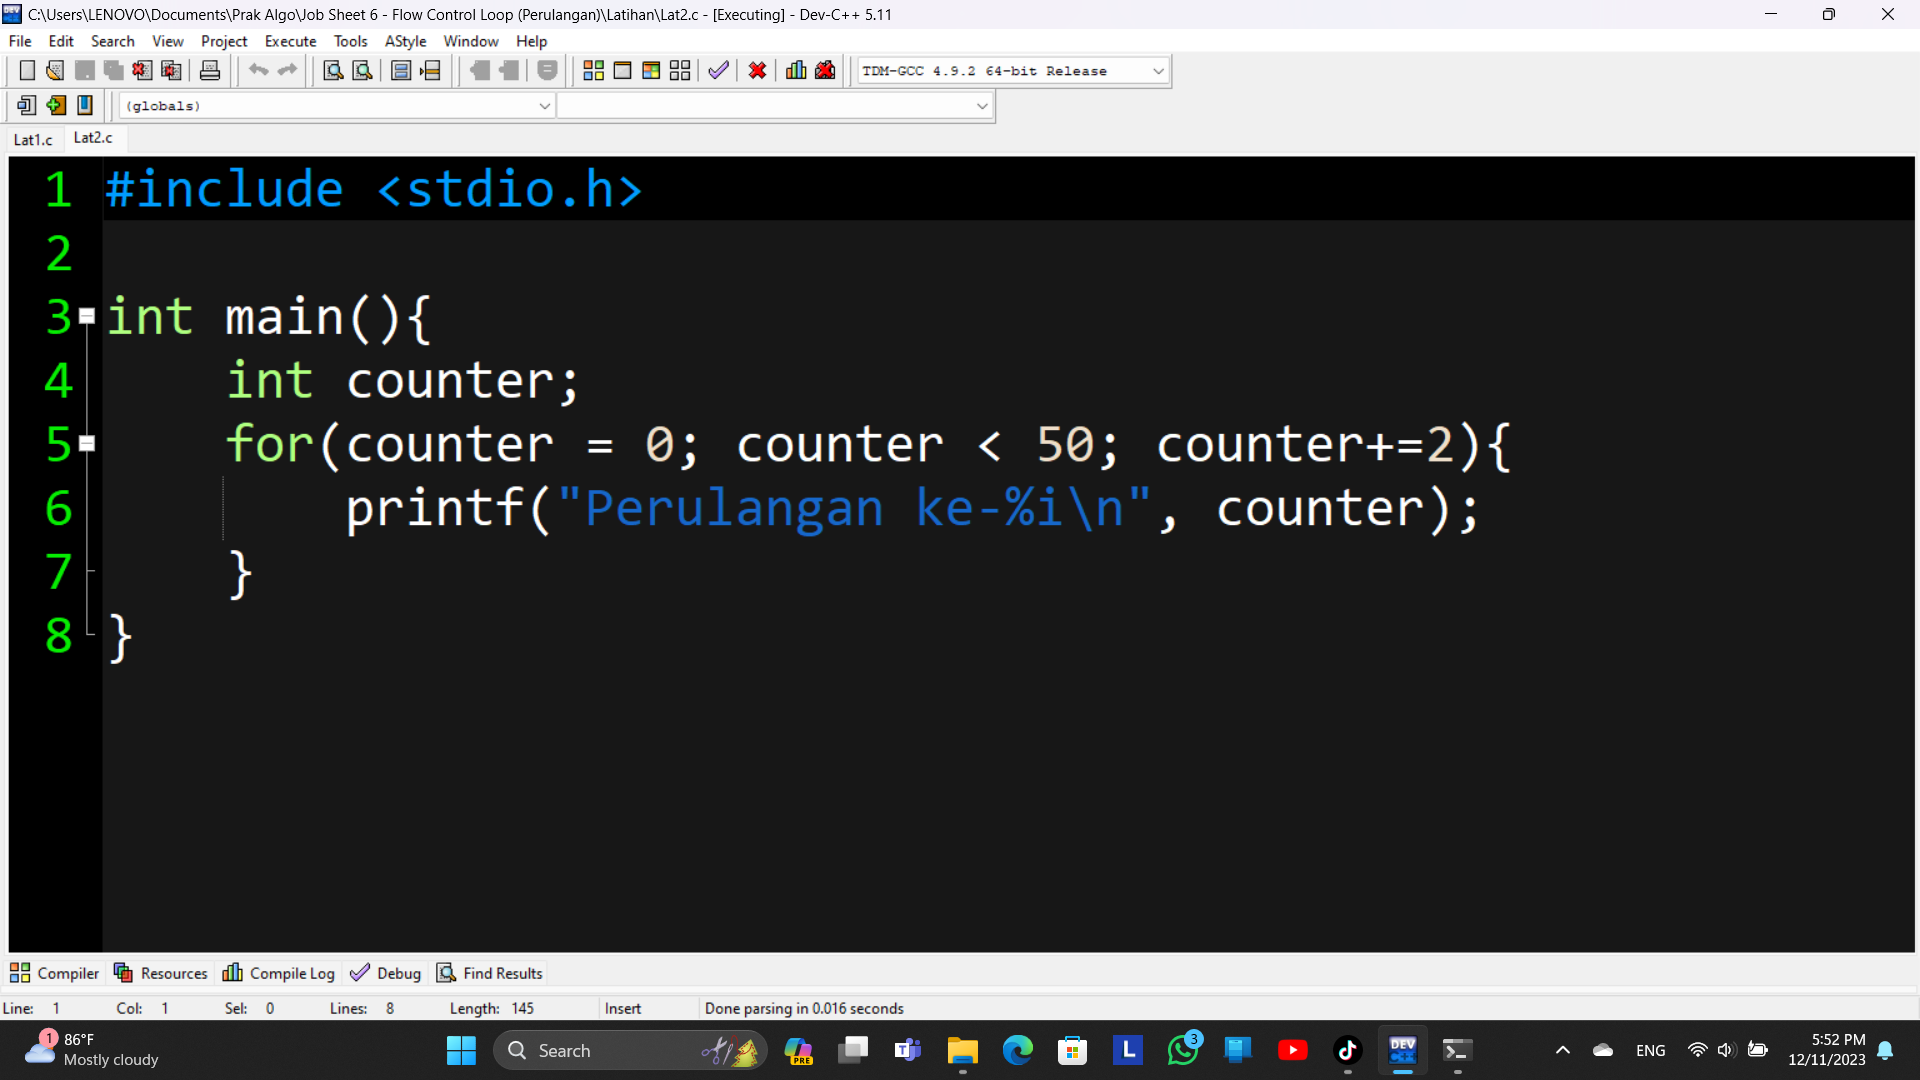 C:\Users\LENOVO\Documents\Prak Algo\Job Sheet 6 - Flow Control Loop (Perulangan)\Latihan\Lat2.c - [Executing] - Dev-C++ 5.11
File Edit Search View Project Execute Tools AStyle Window Help
TDM-GCC 4.9.2 64-bit Release
(globals)
Lat1.c Lat2.c
1 #include <stdio.h>
2
3 int main(){
4 int counter;
5 for(counter = 0; counter < 50; counter+=2){
6 printf("Perulangan ke-%i\n", counter);
7 }
8 }
Compiler Resources Compile Log Debug Find Results
Line: 1 Col: 1 Sel: 0 Lines: 8 Length: 145 Insert Done parsing in 0.016 seconds
1 86°F
Mostly cloudy
Search
PRE
T
L
3
DEV
C++
ENG
5:52 PM
12/11/2023